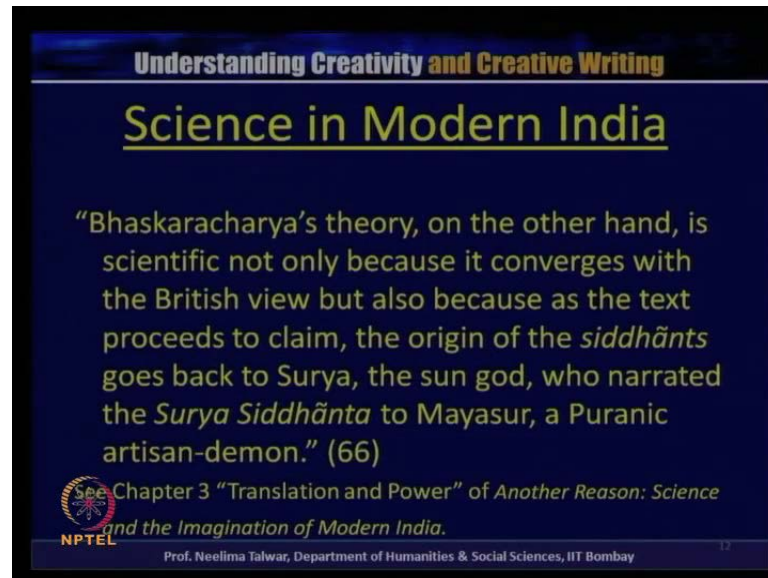 Understanding Creativity and Creative Writing
Science in Modern India
“Bhaskaracharya’s theory, on the other hand, is
scientific not only because it converges with
the British view but also because as the text
proceeds to claim, the origin of the siddhãnts
goes back to Surya, the sun god, who narrated
the Surya Siddhãnta to Mayasur, a Puranic
artisan-demon.” (66)
See Chapter 3 “Translation and Power” of Another Reason: Science
and the Imagination of Modern India.
NPTEL
Prof. Neelima Talwar, Department of Humanities & Social Sciences, IIT Bombay
12